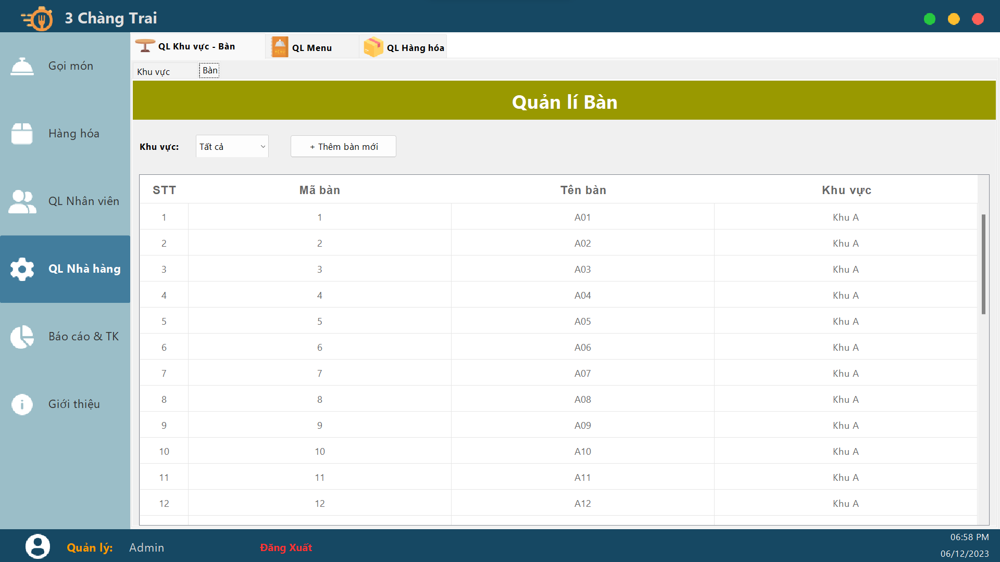 3 Chàng Trai
QL Khu vực - Bàn
QL Menu
QL Hàng hóa
Khu vực
Bàn
Gọi món
Hàng hóa
QL Nhân viên
QL Nhà hàng
Báo cáo & TK
Giới thiệu
Quản lí Bàn
Khu vực:
Tất cả
+ Thêm bàn mới
STT Mã bàn Tên bàn Khu vực
1 1 A01 Khu A
2 2 A02 Khu A
3 3 A03 Khu A
4 4 A04 Khu A
5 5 A05 Khu A
6 6 A06 Khu A
7 7 A07 Khu A
8 8 A08 Khu A
9 9 A09 Khu A
10 10 A10 Khu A
11 11 A11 Khu A
12 12 A12 Khu A
Quản lý: Admin
Đăng Xuất
06:58 PM
06/12/2023